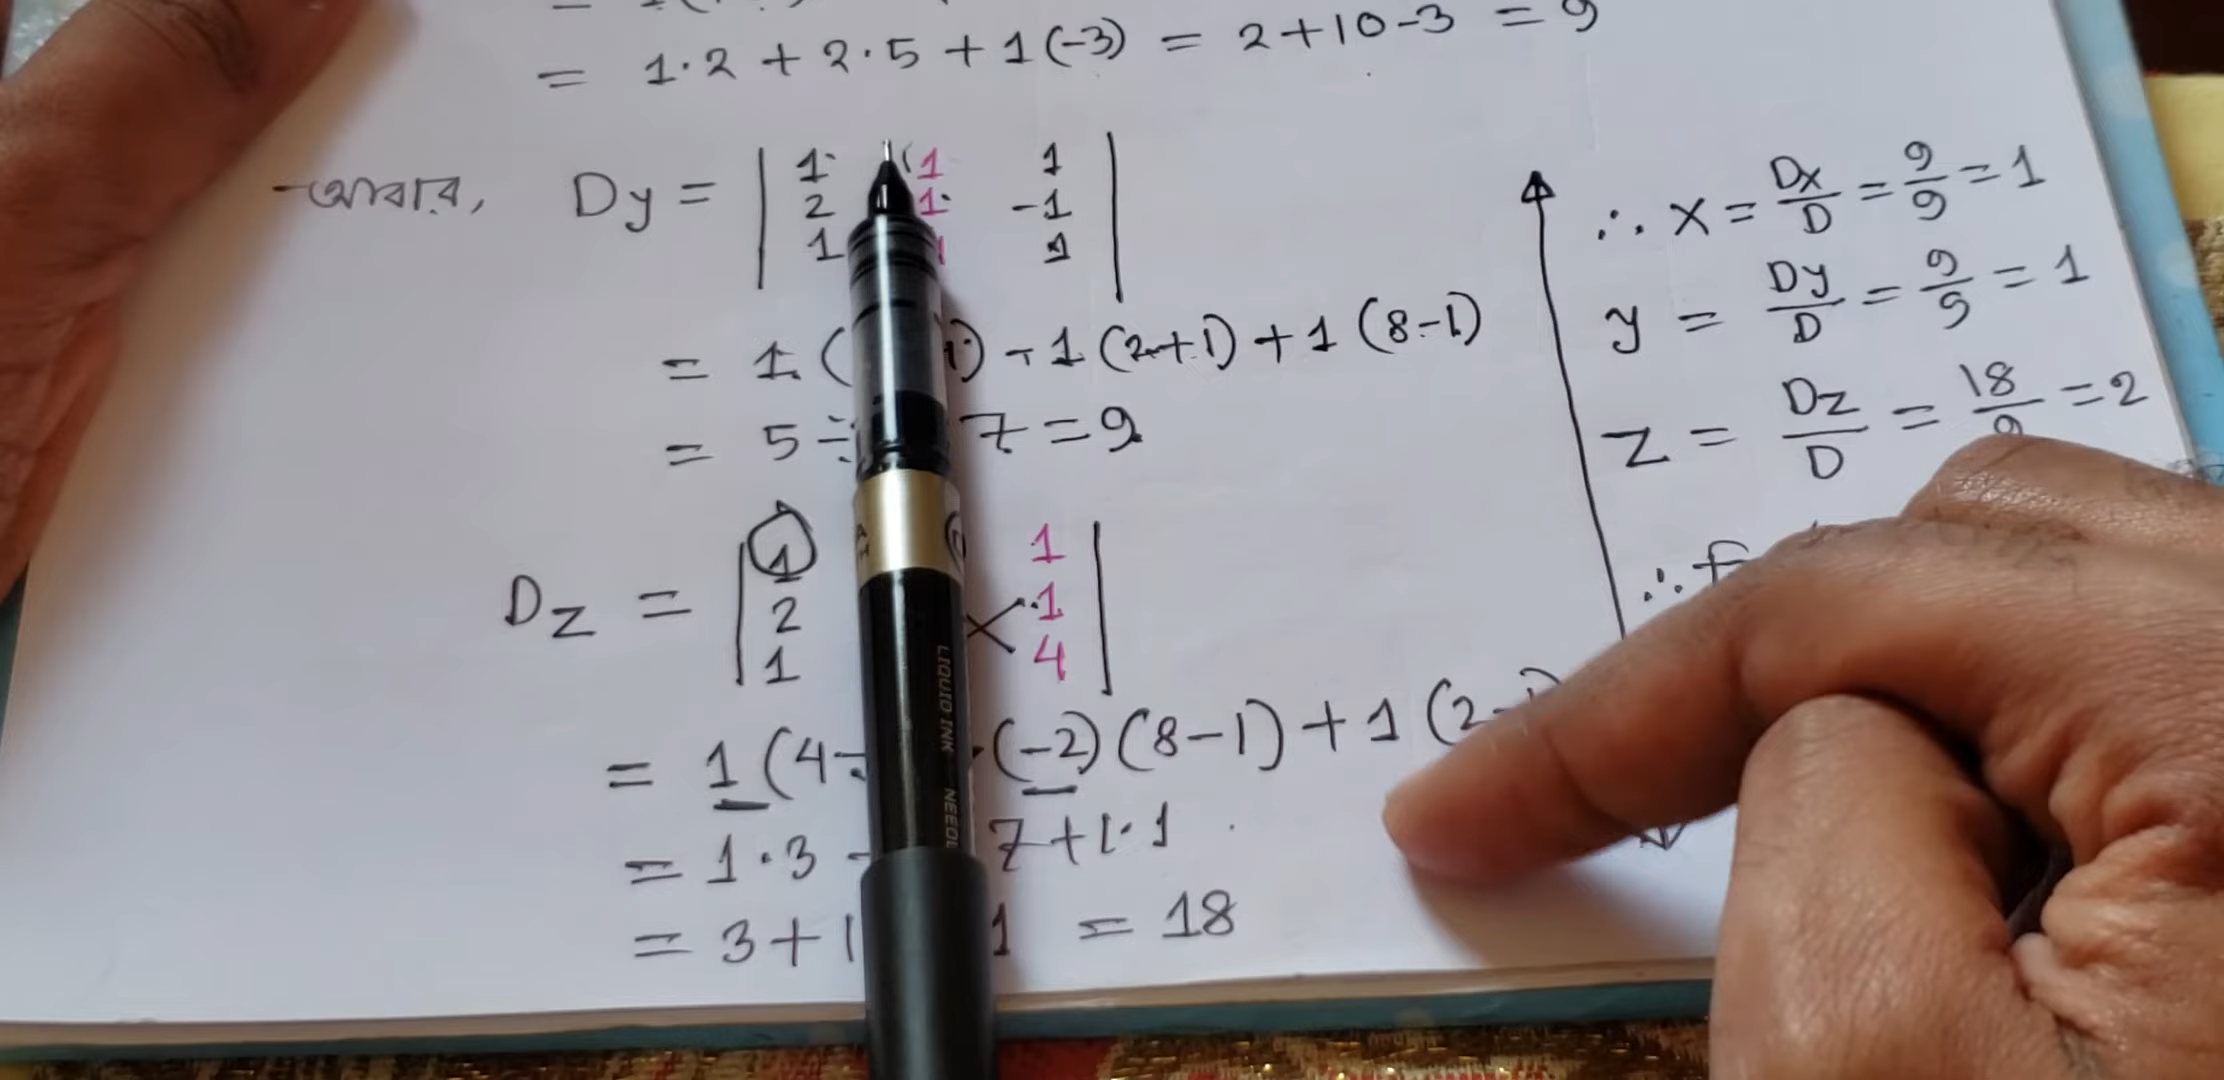 = 1·2 + 2·5 + 1(-3) = 2+10-3 = 9
আবার, Dy = | 1 1 1 |
2 1 -1
1 1
= 1 ( 1) - 1 (2+1) + 1 (8-1)
= 5 - 7 = 9
Dz = | 1 1 |
2 1
1 4
= 1 (4- (-2) (8-1) + 1 (2-
= 1·3 - 7+1·1
= 3+1 1 = 18
∴ x = Dx/D = 9/9 = 1
y = Dy/D = 9/9 = 1
z = Dz/D = 18/9 = 2
∴
LIQUID INK NEEDL